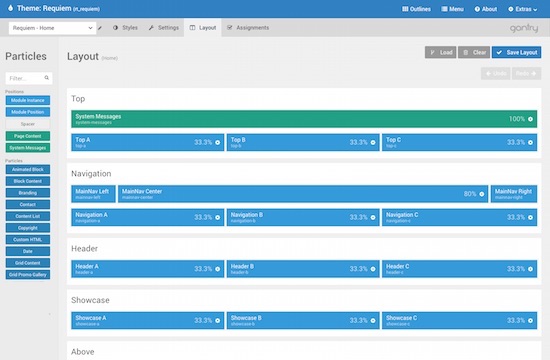 Theme: Requiem (rt_requiem)
Outlines
Menu
About
Extras
Requiem - Home
Styles
Settings
Layout
Assignments
gantry
Particles
Filter...
Positions
Module Instance
Module Position
Spacer
Page Content
System Messages
Particles
Animated Block
Block Content
Branding
Contact
Content List
Copyright
Custom HTML
Date
Grid Content
Grid Promo Gallery
Layout (Home)
Load
Clear
Save Layout
Undo
Redo
Top
System Messages
system-messages
100%
Top A
top-a
33.3%
Top B
top-b
33.3%
Top C
top-c
33.3%
Navigation
MainNav Left
mainnav-left
MainNav Center
mainnav-center
80%
MainNav Right
mainnav-right
Navigation A
navigation-a
33.3%
Navigation B
navigation-b
33.3%
Navigation C
navigation-c
33.3%
Header
Header A
header-a
33.3%
Header B
header-b
33.3%
Header C
header-c
33.3%
Showcase
Showcase A
showcase-a
33.3%
Showcase B
showcase-b
33.3%
Showcase C
showcase-c
33.3%
Above